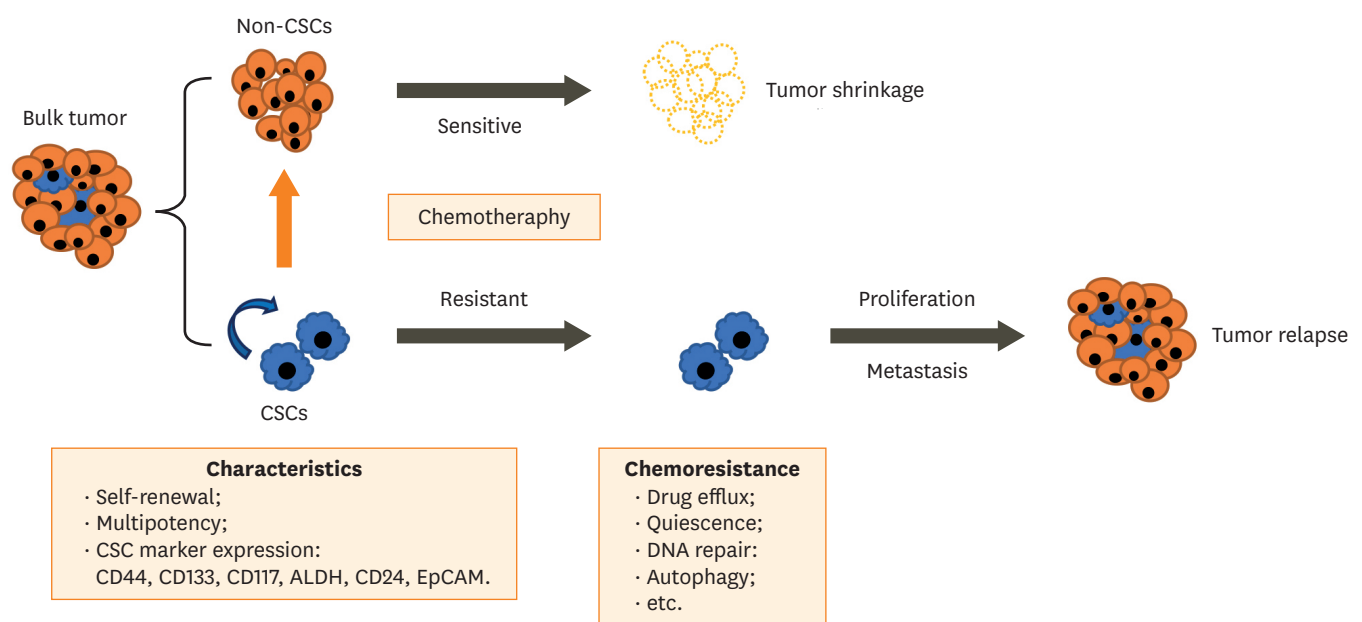 Non-CSCs
Bulk tumor
Sensitive
Tumor shrinkage
Chemotheraphy
Resistant
Proliferation
Metastasis
Tumor relapse
CSCs
Characteristics
· Self-renewal;
· Multipotency;
· CSC marker expression:
CD44, CD133, CD117, ALDH, CD24, EpCAM.
Chemoresistance
· Drug efflux;
· Quiescence;
· DNA repair:
· Autophagy;
· etc.